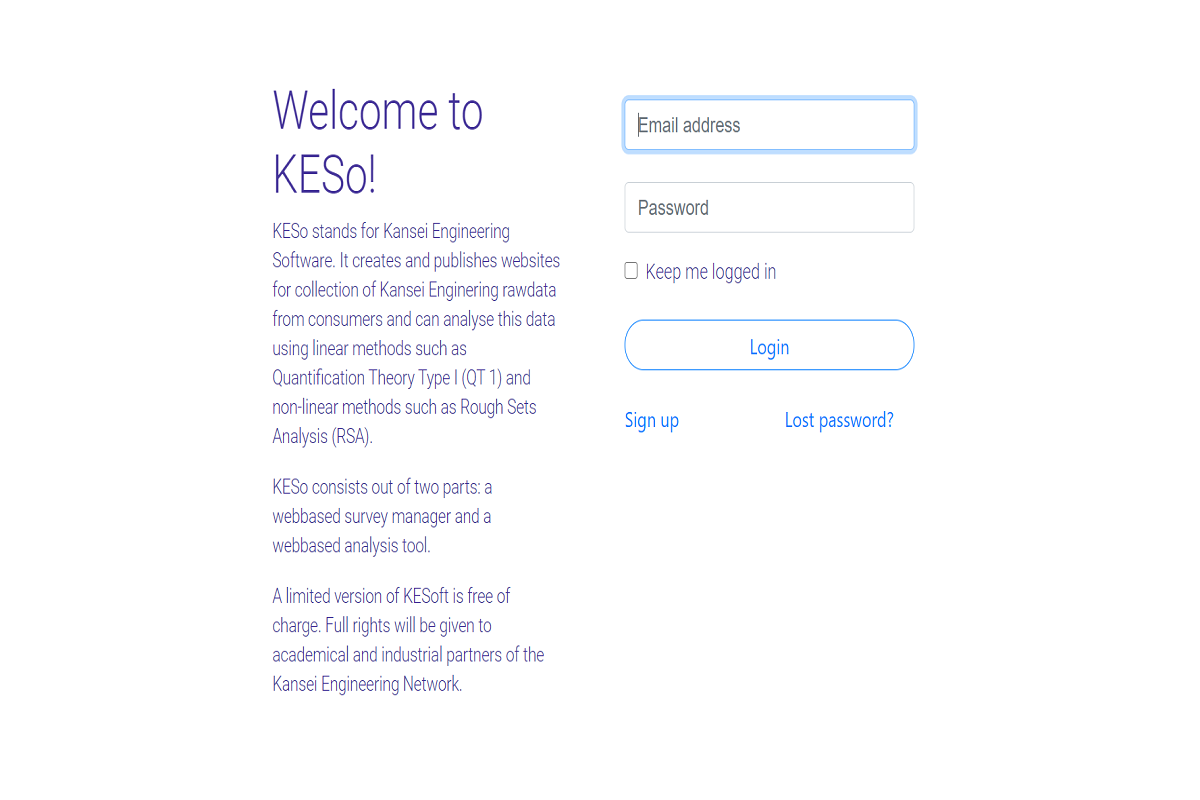 Welcome to
KESo!
KESo stands for Kansei Engineering
Software. It creates and publishes websites
for collection of Kansei Enginering rawdata
from consumers and can analyse this data
using linear methods such as
Quantification Theory Type I (QT 1) and
non-linear methods such as Rough Sets
Analysis (RSA).
KESo consists out of two parts: a
webbased survey manager and a
webbased analysis tool.
A limited version of KESoft is free of
charge. Full rights will be given to
academical and industrial partners of the
Kansei Engineering Network.
Email address
Password
Keep me logged in
Login
Sign up
Lost password?